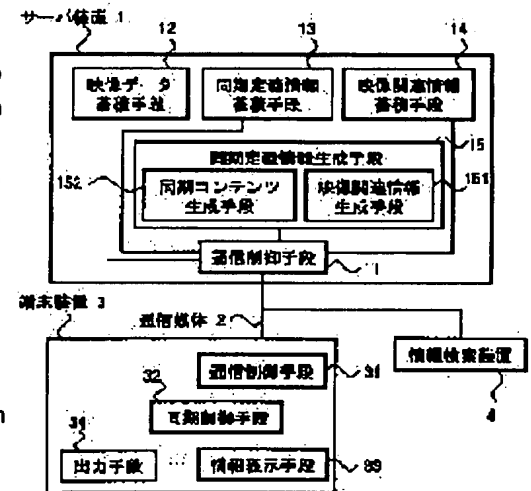 サーバ装置 1
12
13
14
映像データ
蓄積手段
同期定義情報
蓄積手段
映像関連情報
蓄積手段
15
同期定義情報生成手段
152
同期コンテンツ
生成手段
映像関連情報
生成手段
151
通信制御手段
端末装置 3
通信媒体 2
通信制御手段
31
32
同期制御手段
情報検索装置
4
34
出力手段
情報表示手段